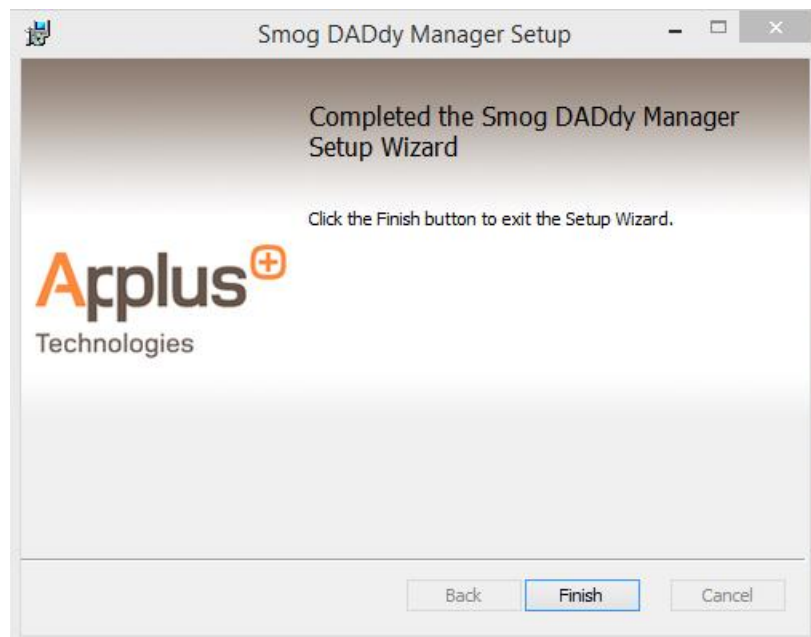 Smog DADdy Manager Setup
Completed the Smog DADdy Manager
Setup Wizard
Click the Finish button to exit the Setup Wizard.
Applus+
Technologies
Back
Finish
Cancel